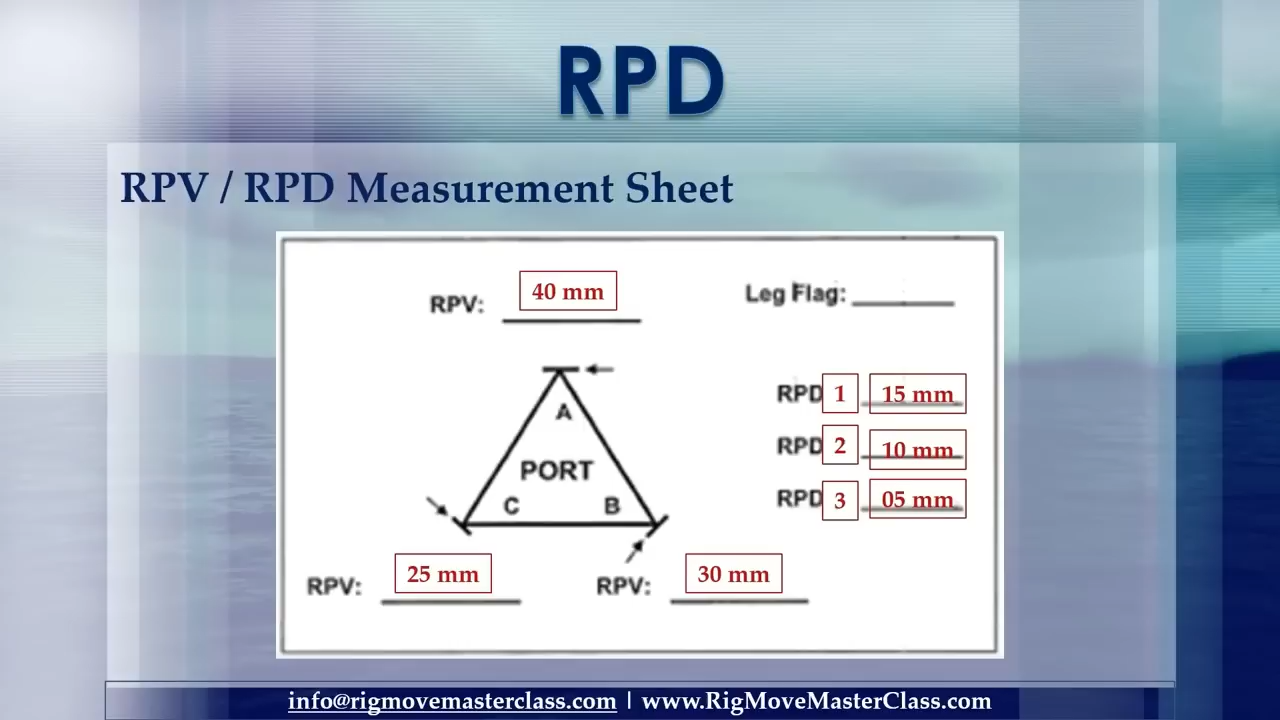 RPD
RPV / RPD Measurement Sheet
RPV: 40 mm
Leg Flag:
A
PORT
C B
RPD 1 15 mm
RPD 2 10 mm
RPD 3 05 mm
RPV: 25 mm
RPV: 30 mm
info@rigmovemasterclass.com | www.RigMoveMasterClass.com